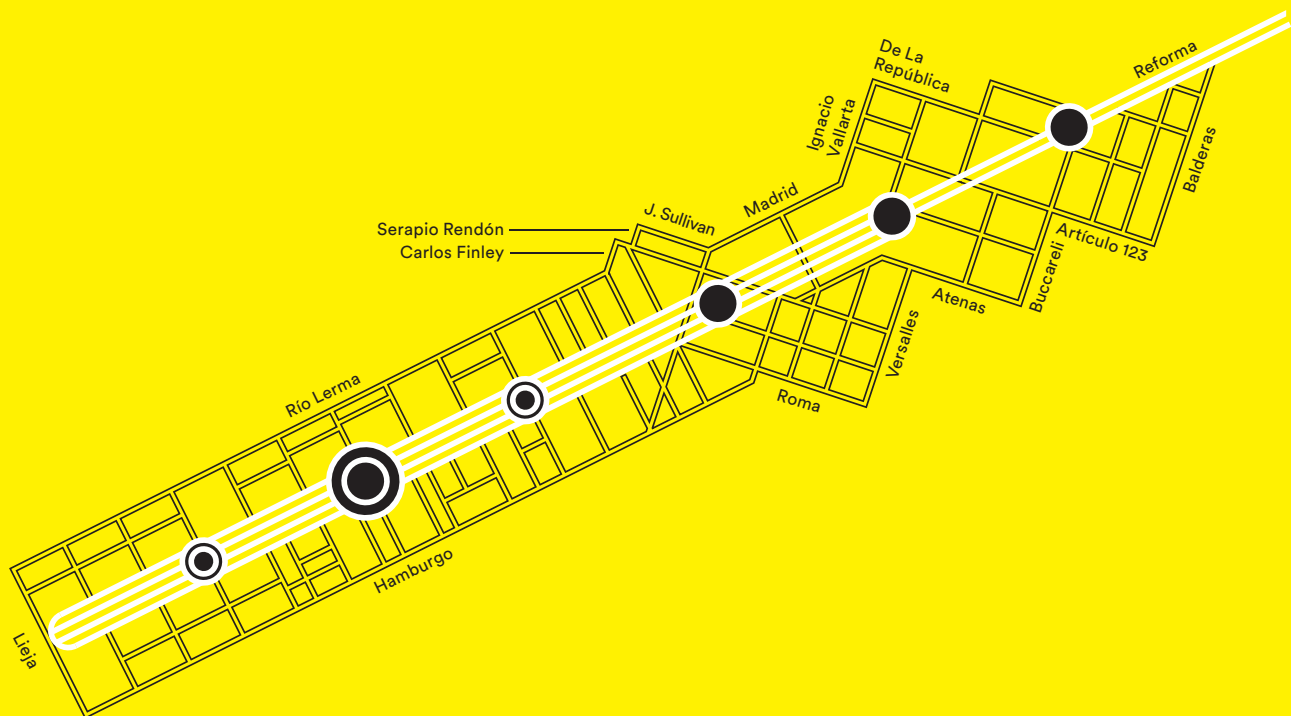 De La
República
Reforma
Ignacio
Vallarta
Balderas
Madrid
J. Sullivan
Serapio Rendón
Carlos Finley
Artículo 123
Buccareli
Atenas
Versalles
Río Lerma
Roma
Hamburgo
Lieja